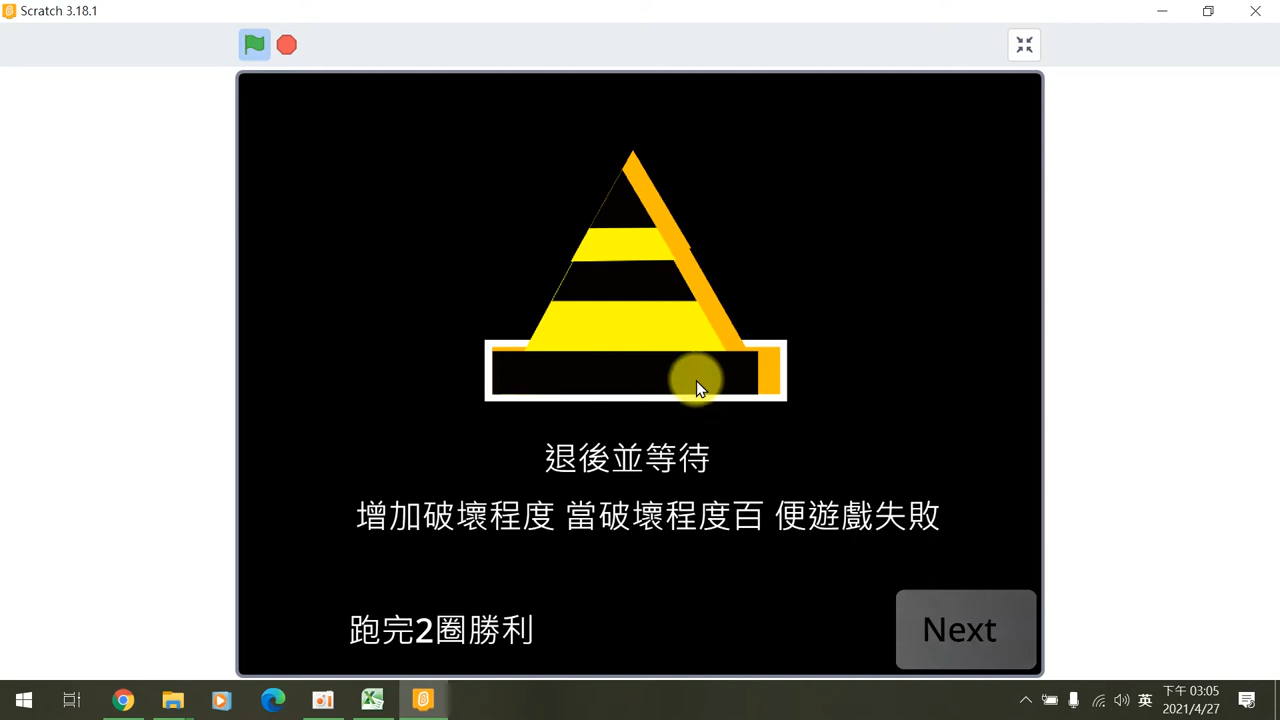 Scratch 3.18.1
退後並等待
增加破壞程度 當破壞程度百 便遊戲失敗
跑完2圈勝利
Next
英
下午 03:05
2021/4/27